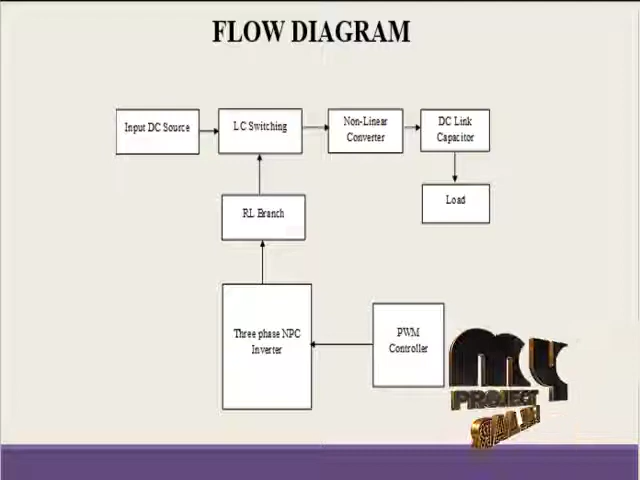 FLOW DIAGRAM
Input DC Source
LC Switching
Non-Linear
Converter
DC Link
Capacitor
RL Branch
Load
Three phase NPC
Inverter
PWM
Controller
MY
PROJECT